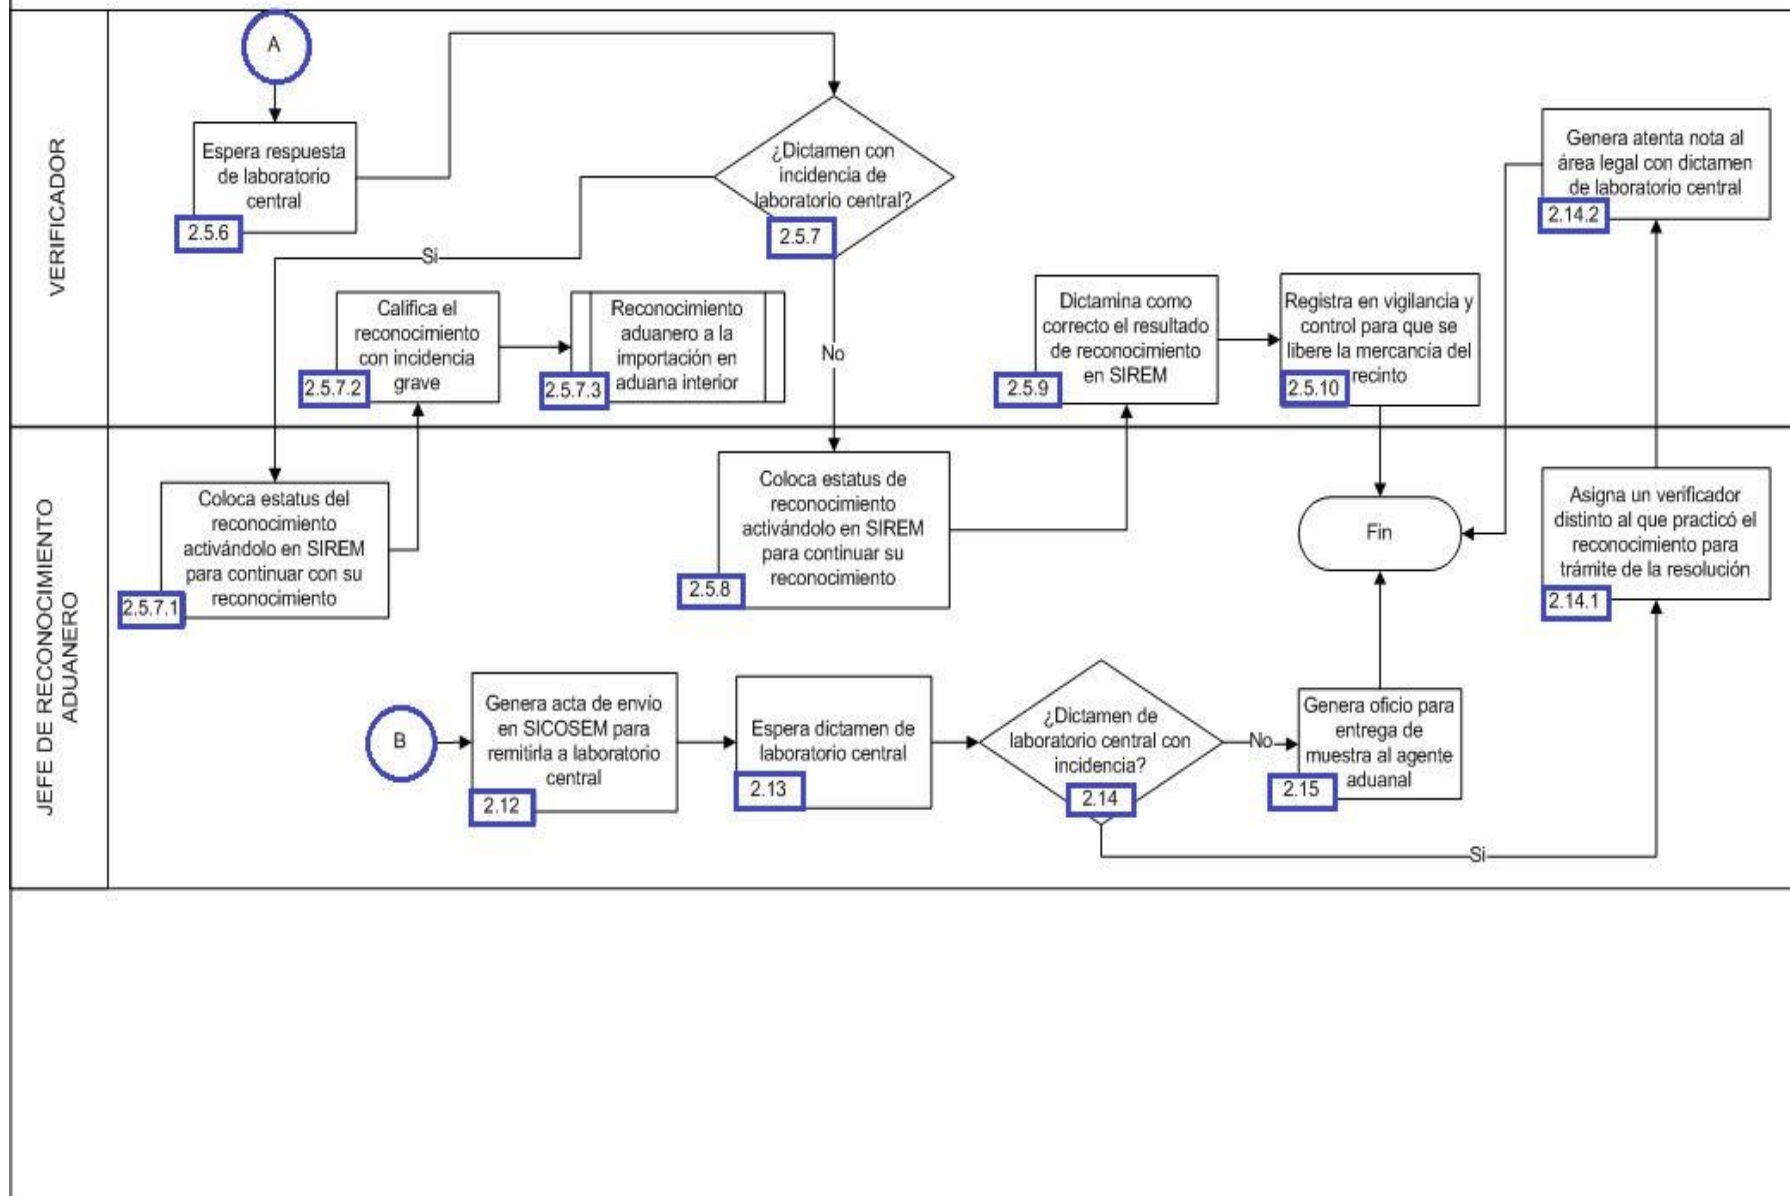 VERIFICADOR
A
Espera respuesta
de laboratorio
central
2.5.6
¿Dictamen con
incidencia de
laboratorio central?
2.5.7
Si
No
Califica el
reconocimiento
con incidencia
grave
2.5.7.2
Reconocimiento
aduanero a la
importación en
aduana interior
2.5.7.3
Dictamina como
correcto el resultado
de reconocimiento
en SIREM
2.5.9
Registra en vigilancia y
control para que se
libere la mercancía del
recinto
2.5.10
Genera atenta nota al
área legal con dictamen
de laboratorio central
2.14.2
JEFE DE RECONOCIMIENTO
ADUANERO
Coloca estatus del
reconocimiento
activándolo en SIREM
para continuar con su
reconocimiento
2.5.7.1
Coloca estatus de
reconocimiento
activándolo en SIREM
para continuar su
reconocimiento
2.5.8
Fin
Asigna un verificador
distinto al que practicó el
reconocimiento para
trámite de la resolución
2.14.1
B
Genera acta de envío
en SICOSEM para
remitirla a laboratorio
central
2.12
Espera dictamen de
laboratorio central
2.13
¿Dictamen de
laboratorio central con
incidencia?
2.14
No
Genera oficio para
entrega de
muestra al agente
aduanal
2.15
Si